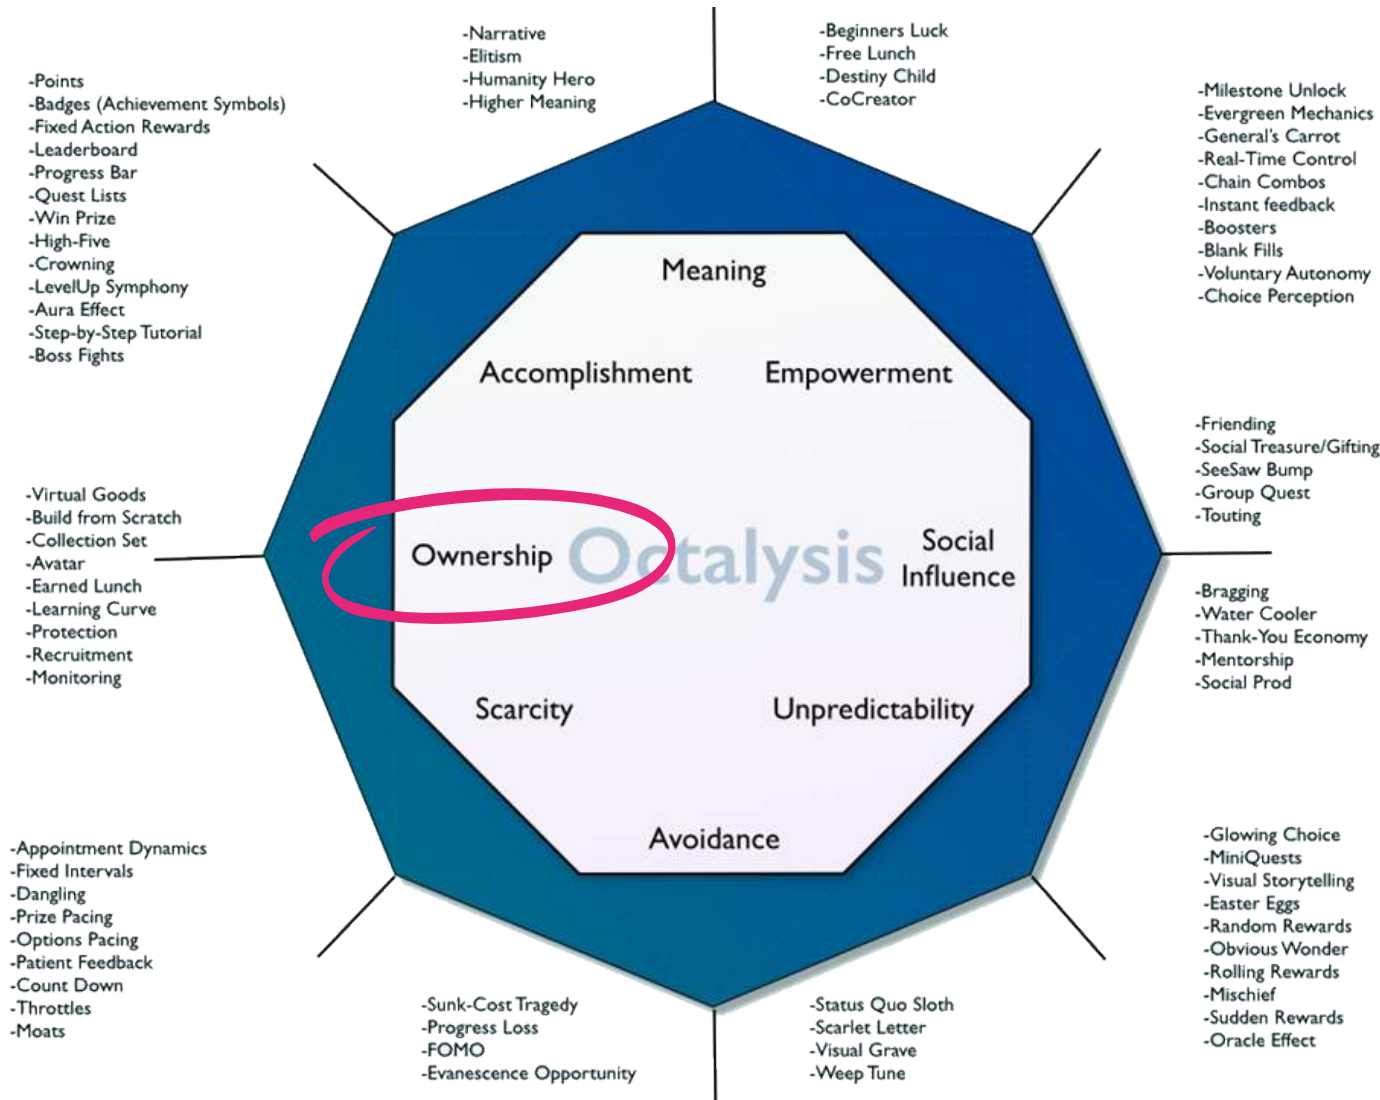 -Narrative
-Elitism
-Humanity Hero
-Higher Meaning
-Beginners Luck
-Free Lunch
-Destiny Child
-CoCreator
-Points
-Badges (Achievement Symbols)
-Fixed Action Rewards
-Leaderboard
-Progress Bar
-Quest Lists
-Win Prize
-High-Five
-Crowning
-LevelUp Symphony
-Aura Effect
-Step-by-Step Tutorial
-Boss Fights
-Milestone Unlock
-Evergreen Mechanics
-General's Carrot
-Real-Time Control
-Chain Combos
-Instant feedback
-Boosters
-Blank Fills
-Voluntary Autonomy
-Choice Perception
Meaning
Accomplishment
Empowerment
-Virtual Goods
-Build from Scratch
-Collection Set
-Avatar
-Earned Lunch
-Learning Curve
-Protection
-Recruitment
-Monitoring
Ownership
Octalysis
Social
Influence
-Friending
-Social Treasure/Gifting
-SeeSaw Bump
-Group Quest
-Touting
-Bragging
-Water Cooler
-Thank-You Economy
-Mentorship
-Social Prod
Scarcity
Unpredictability
Avoidance
-Appointment Dynamics
-Fixed Intervals
-Dangling
-Prize Pacing
-Options Pacing
-Patient Feedback
-Count Down
-Throttles
-Moats
-Sunk-Cost Tragedy
-Progress Loss
-FOMO
-Evanescence Opportunity
-Status Quo Sloth
-Scarlet Letter
-Visual Grave
-Weep Tune
-Glowing Choice
-MiniQuests
-Visual Storytelling
-Easter Eggs
-Random Rewards
-Obvious Wonder
-Rolling Rewards
-Mischief
-Sudden Rewards
-Oracle Effect